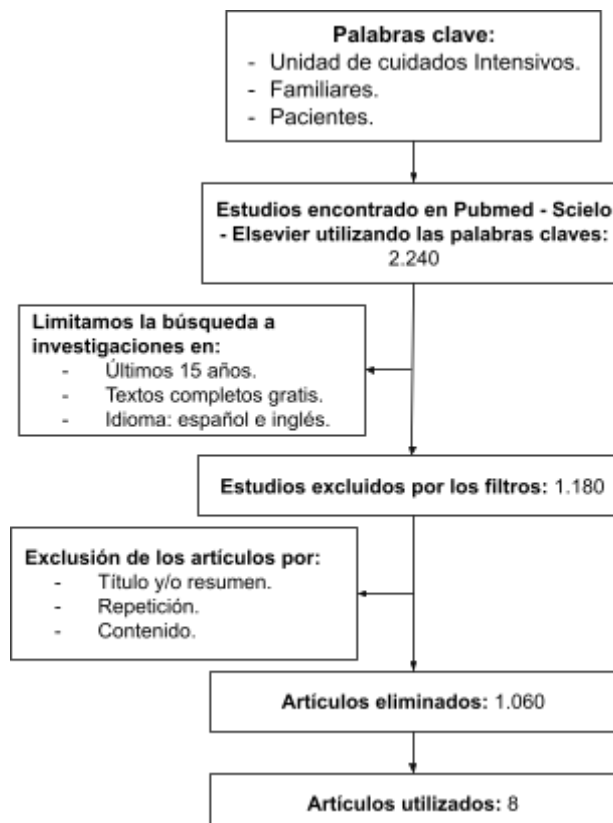 Palabras clave:
- Unidad de cuidados Intensivos.
- Familiares.
- Pacientes.
Estudios encontrado en Pubmed - Scielo
- Elsevier utilizando las palabras claves:
2.240
Limitamos la búsqueda a
investigaciones en:
- Últimos 15 años.
- Textos completos gratis.
- Idioma: español e inglés.
Estudios excluidos por los filtros: 1.180
Exclusión de los artículos por:
- Título y/o resumen.
- Repetición.
- Contenido.
Artículos eliminados: 1.060
Artículos utilizados: 8